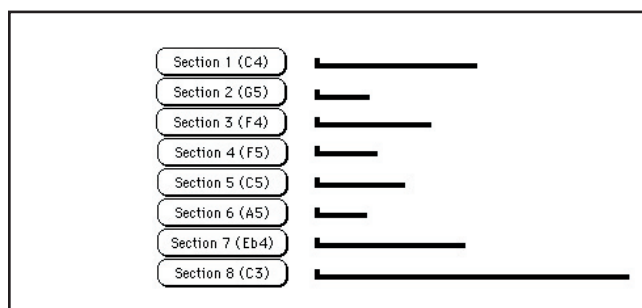 Section 1 (C4)
Section 2 (G5)
Section 3 (F4)
Section 4 (F5)
Section 5 (C5)
Section 6 (A5)
Section 7 (Eb4)
Section 8 (C3)